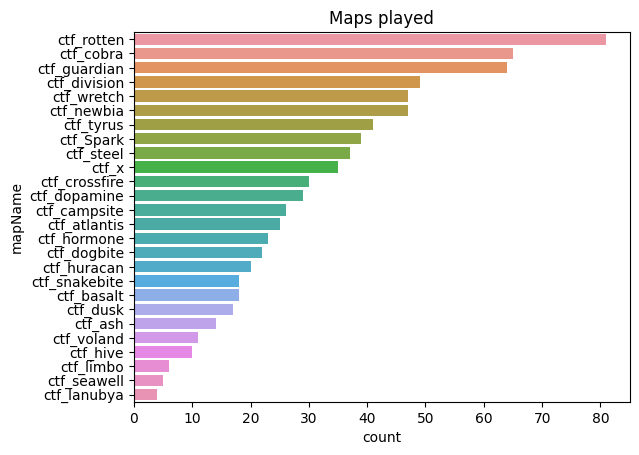 Maps played
mapName
ctf_rotten
ctf_cobra
ctf_guardian
ctf_division
ctf_wretch
ctf_newbia
ctf_tyrus
ctf_Spark
ctf_steel
ctf_x
ctf_crossfire
ctf_dopamine
ctf_campsite
ctf_atlantis
ctf_hormone
ctf_dogbite
ctf_huracan
ctf_snakebite
ctf_basalt
ctf_dusk
ctf_ash
ctf_voland
ctf_hive
ctf_limbo
ctf_seawell
ctf_lanubya
0 10 20 30 40 50 60 70 80
count